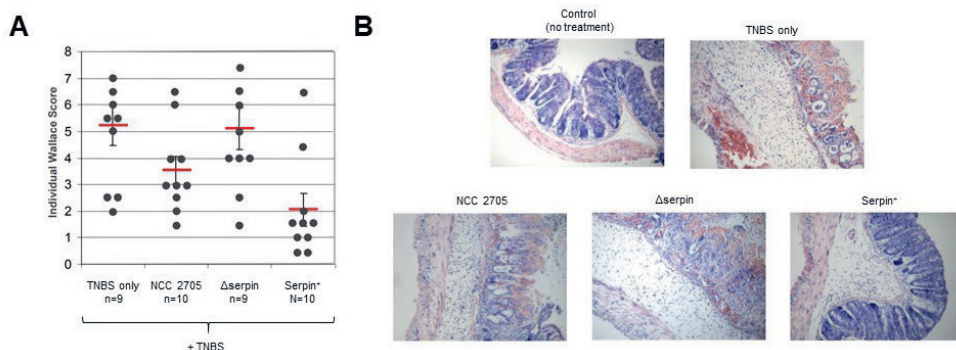 A
Individual Wallace Score
8
7
6
5
4
3
2
1
0
TNBS only
n=9
NCC 2705
n=10
Δserpin
n=9
Serpin⁺
N=10
+ TNBS
B
Control
(no treatment)
TNBS only
NCC 2705
Δserpin
Serpin⁺